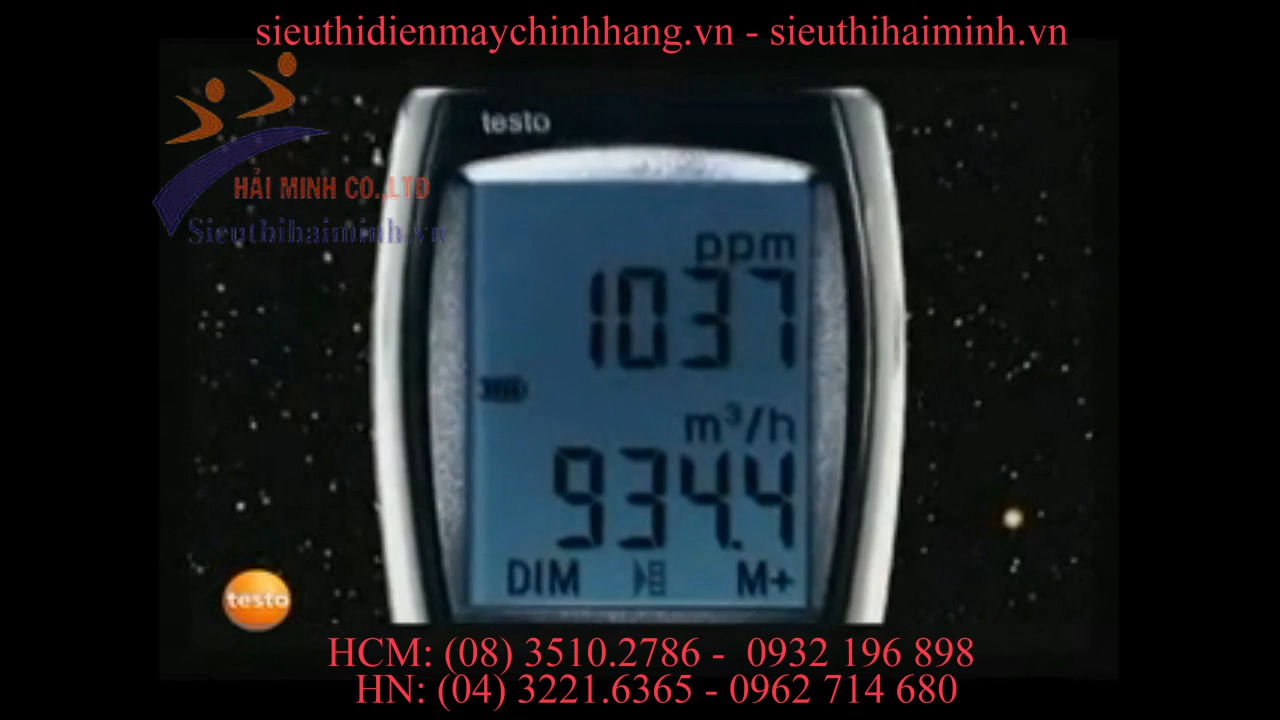 sieuthidienmaychinhhang.vn - sieuthihaiminh.vn
testo
HẢI MINH CO.,LTD
Sieuthihaiminh.vn
ppm
1037
m³/h
934.4
DIM M+
testo
HCM: (08) 3510.2786 - 0932 196 898
HN: (04) 3221.6365 - 0962 714 680